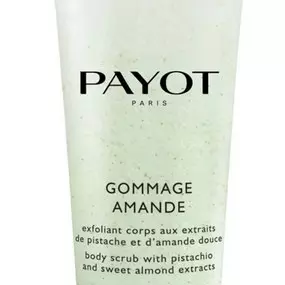 PAYOT
PARIS
GOMMAGE
AMANDE
exfoliant corps aux extraits
de pistache et d'amande douce
body scrub with pistachio
and sweet almond extracts